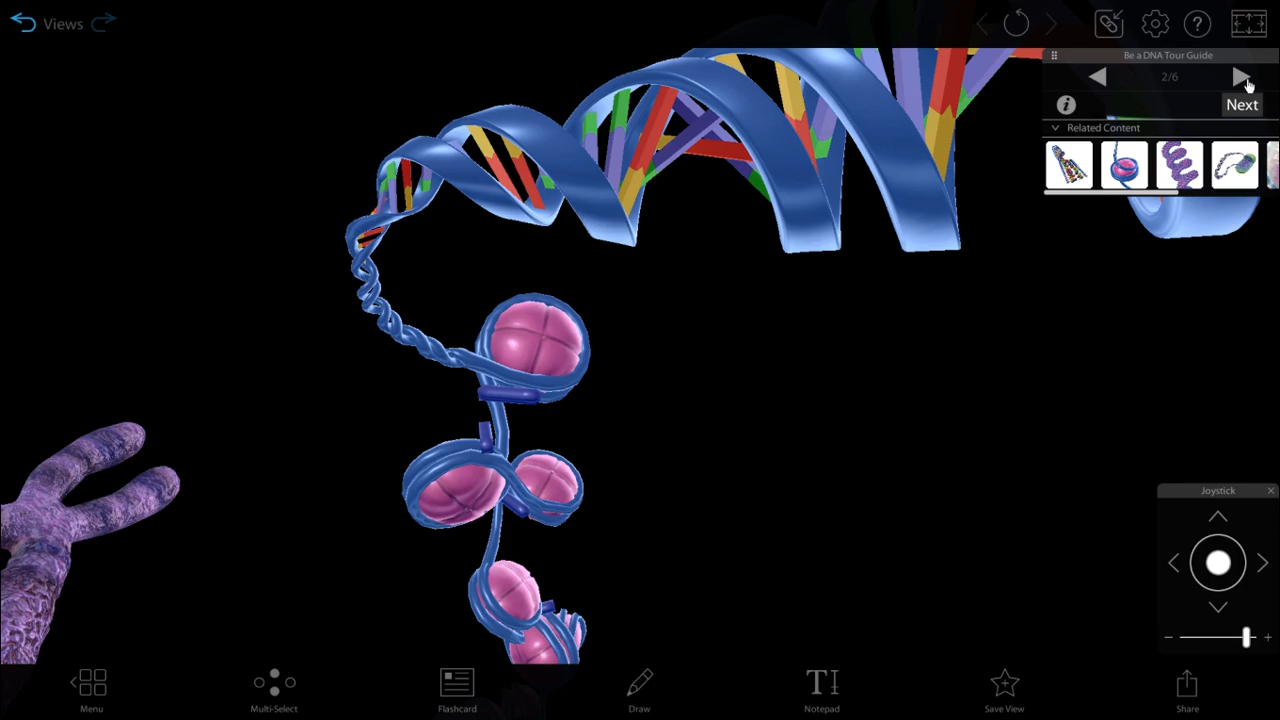 Views
Be a DNA Tour Guide
2/6
Next
Related Content
Joystick
Menu
Multi-Select
Flashcard
Draw
Notepad
Save View
Share